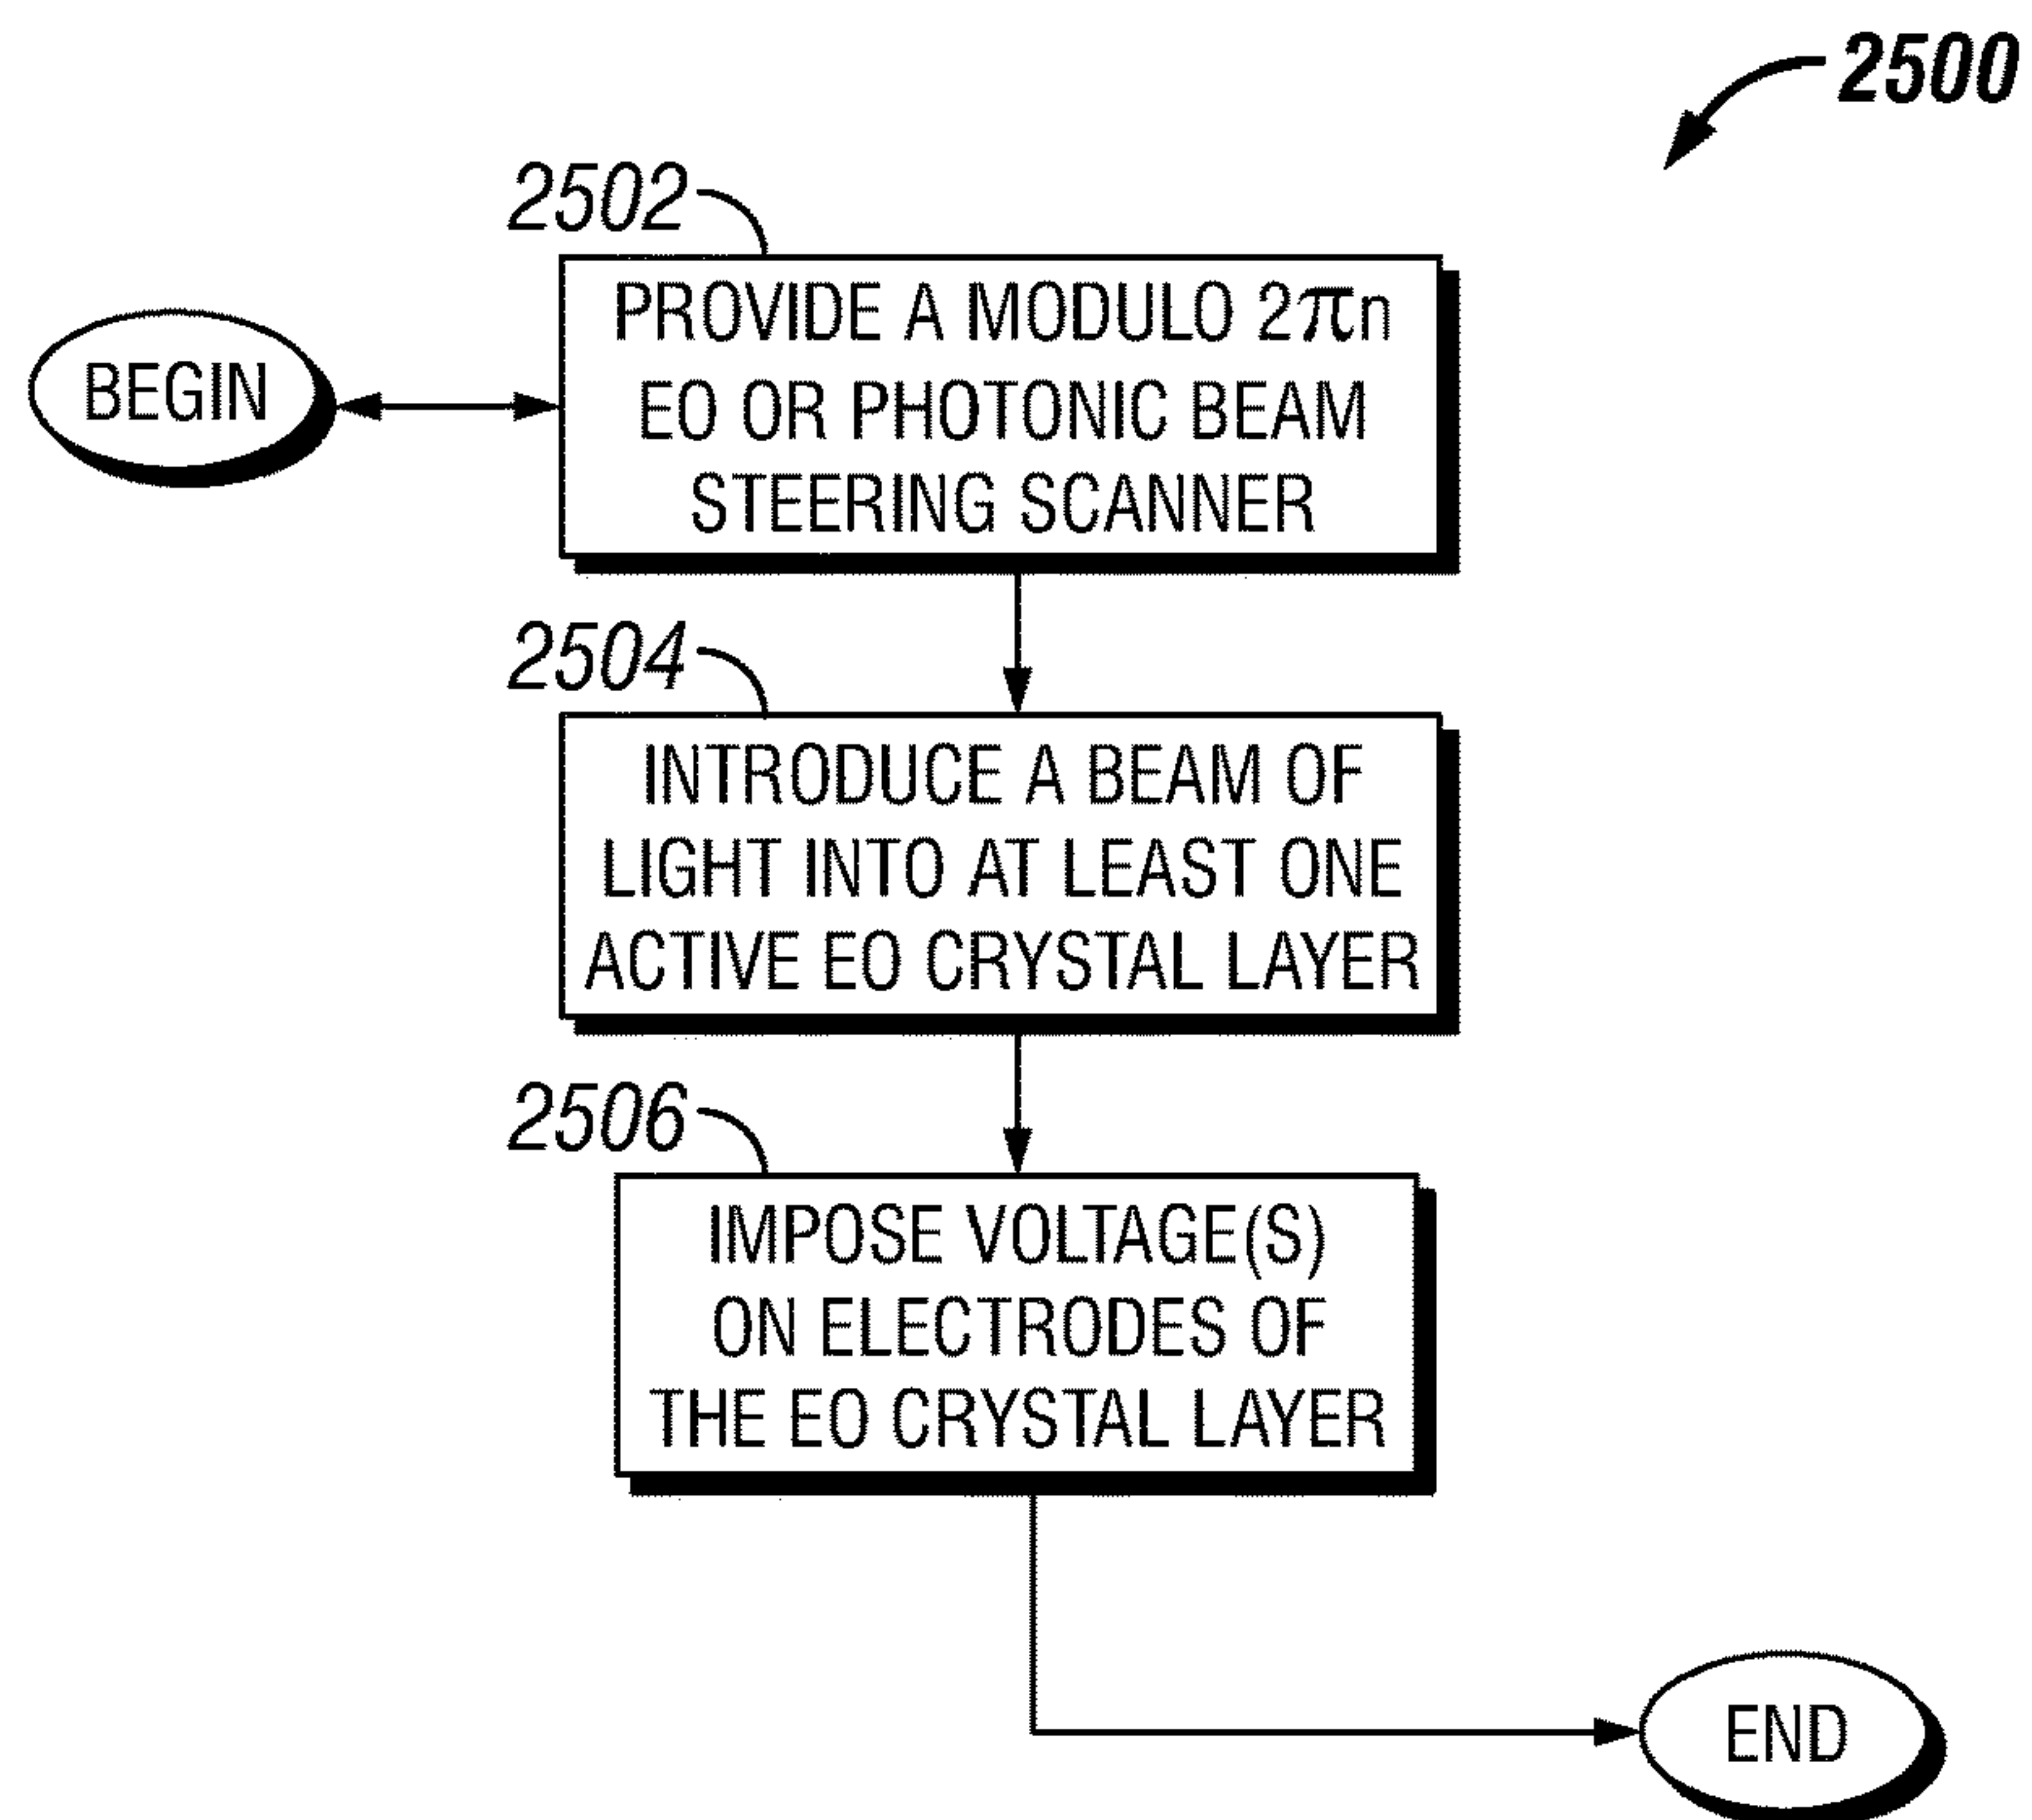 2500
2502
PROVIDE A MODULO 2πn
EO OR PHOTONIC BEAM
STEERING SCANNER
BEGIN
2504
INTRODUCE A BEAM OF
LIGHT INTO AT LEAST ONE
ACTIVE EO CRYSTAL LAYER
2506
IMPOSE VOLTAGE(S)
ON ELECTRODES OF
THE EO CRYSTAL LAYER
END